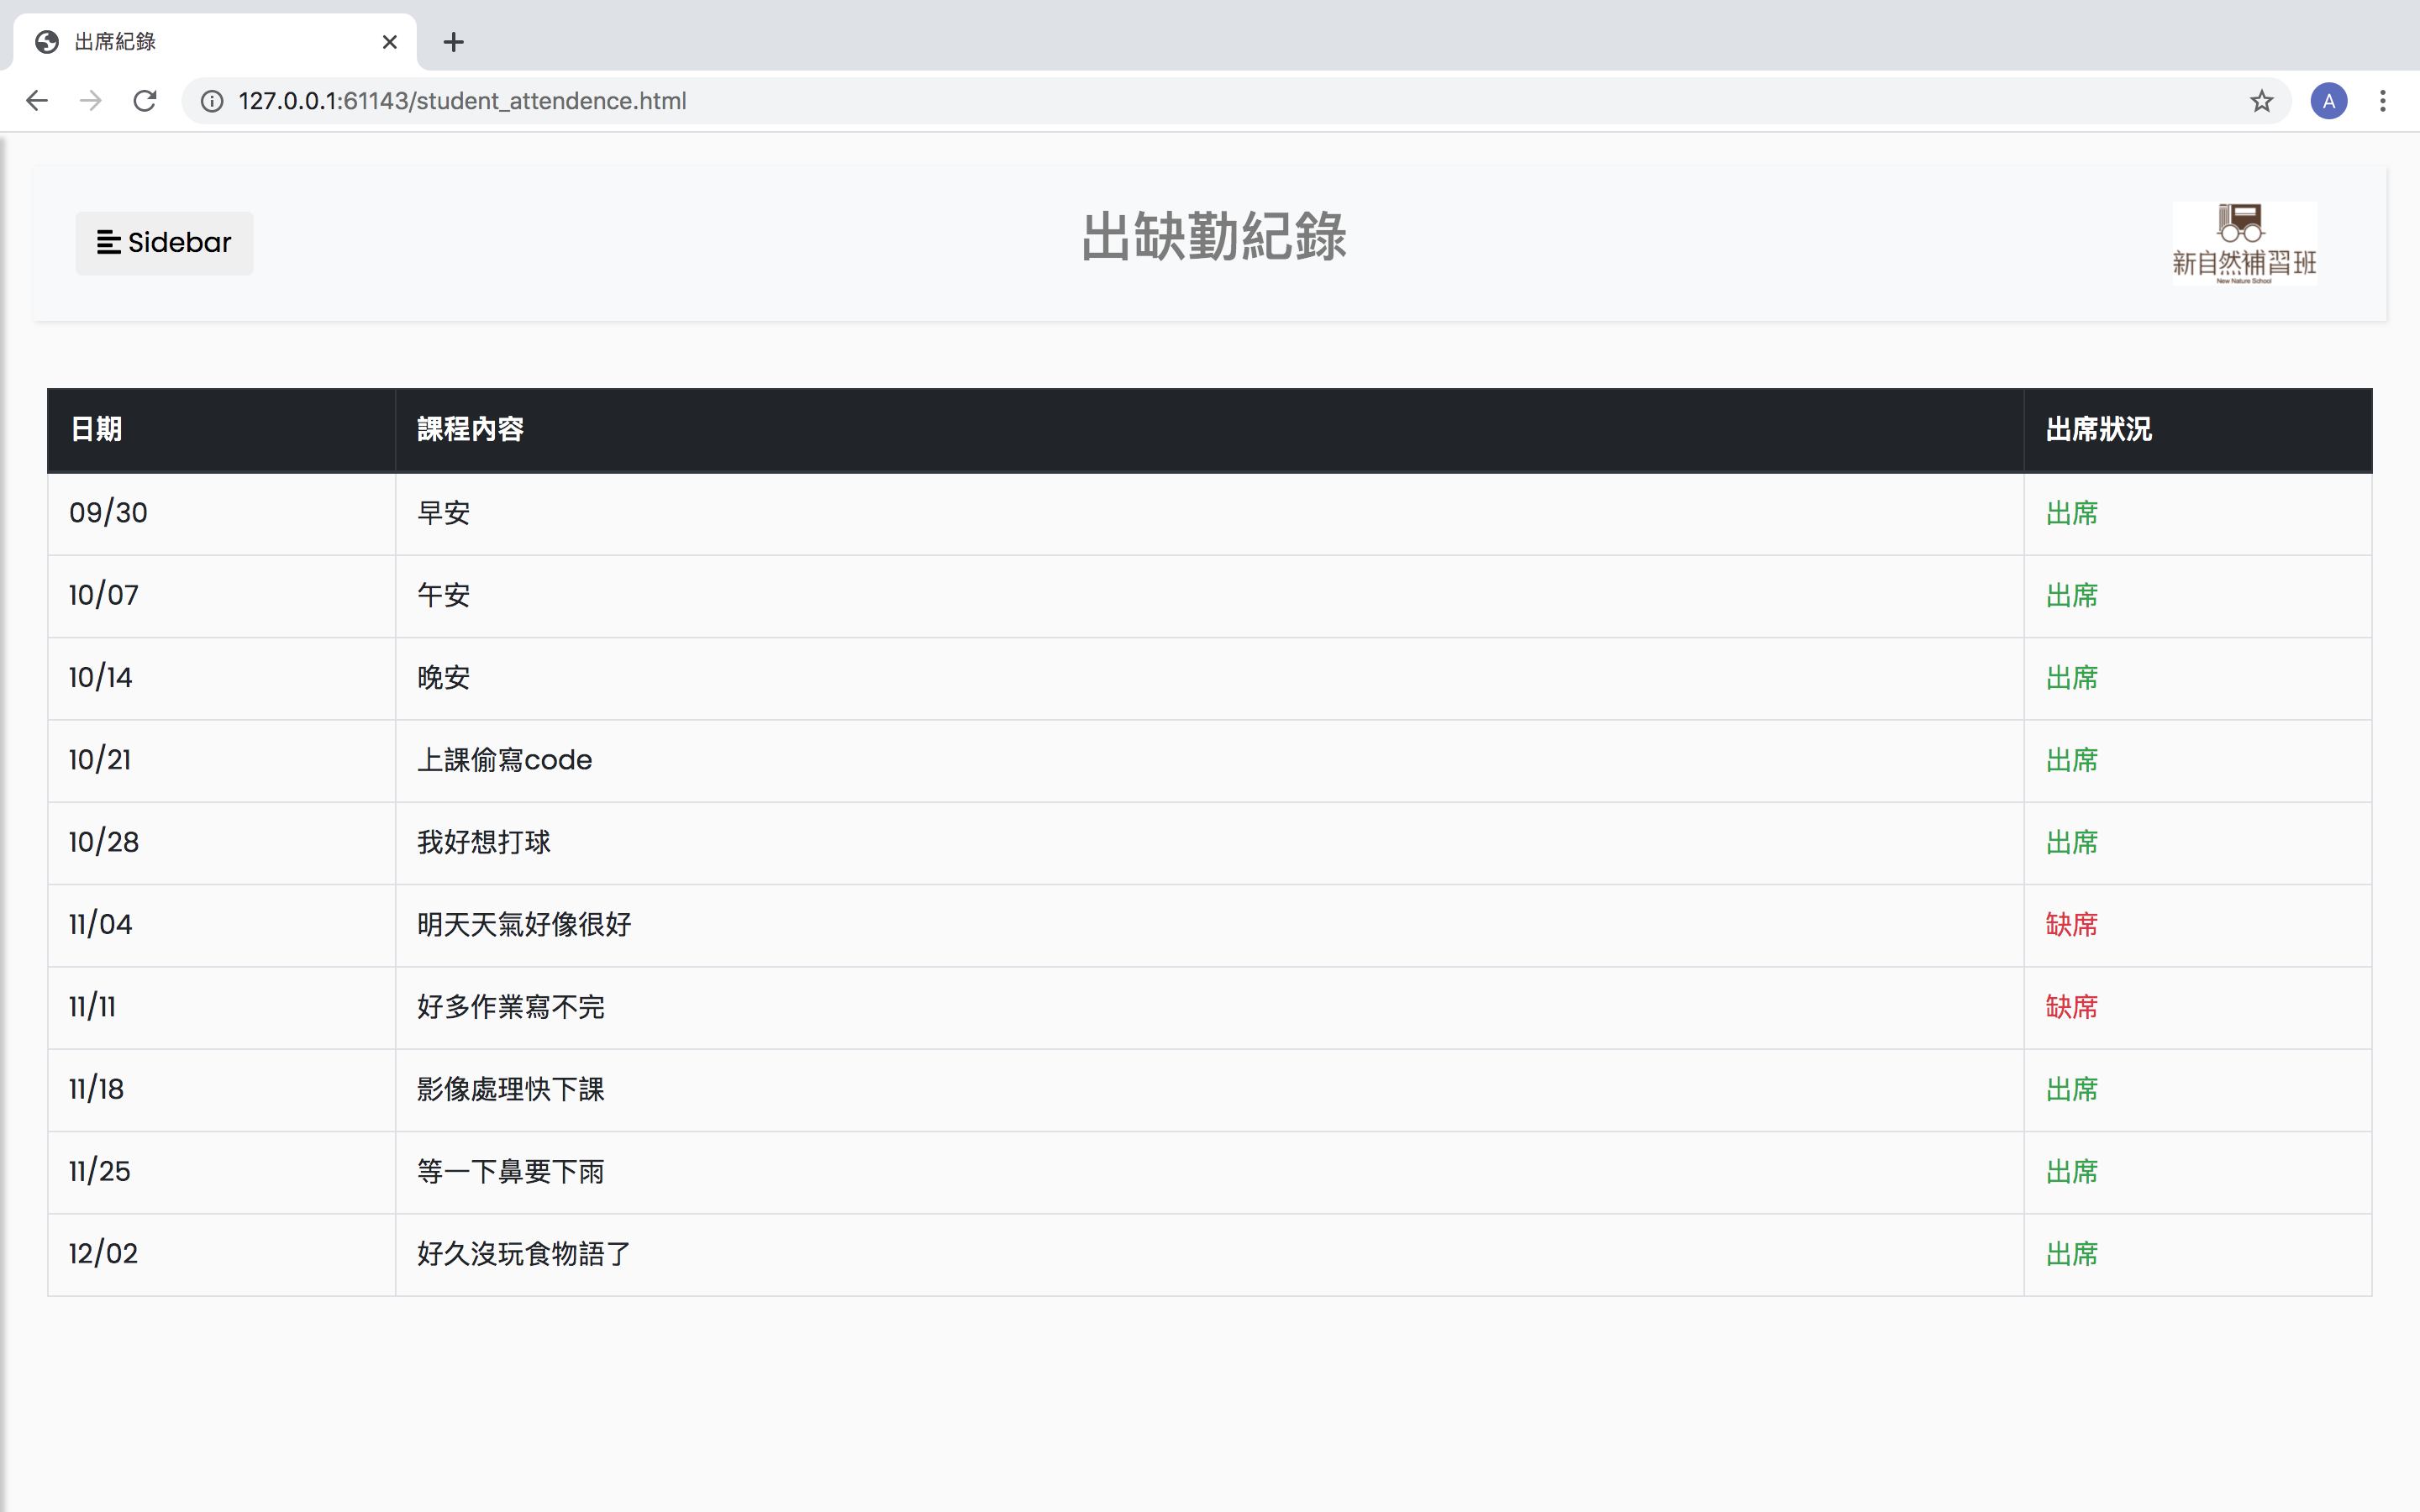 出席紀錄
127.0.0.1:61143/student_attendence.html
A
Sidebar
出缺勤紀錄
新自然補習班
New Nature School
日期 課程內容 出席狀況
09/30 早安 出席
10/07 午安 出席
10/14 晚安 出席
10/21 上課偷寫code 出席
10/28 我好想打球 出席
11/04 明天天氣好像很好 缺席
11/11 好多作業寫不完 缺席
11/18 影像處理快下課 出席
11/25 等一下鼻要下雨 出席
12/02 好久沒玩食物語了 出席